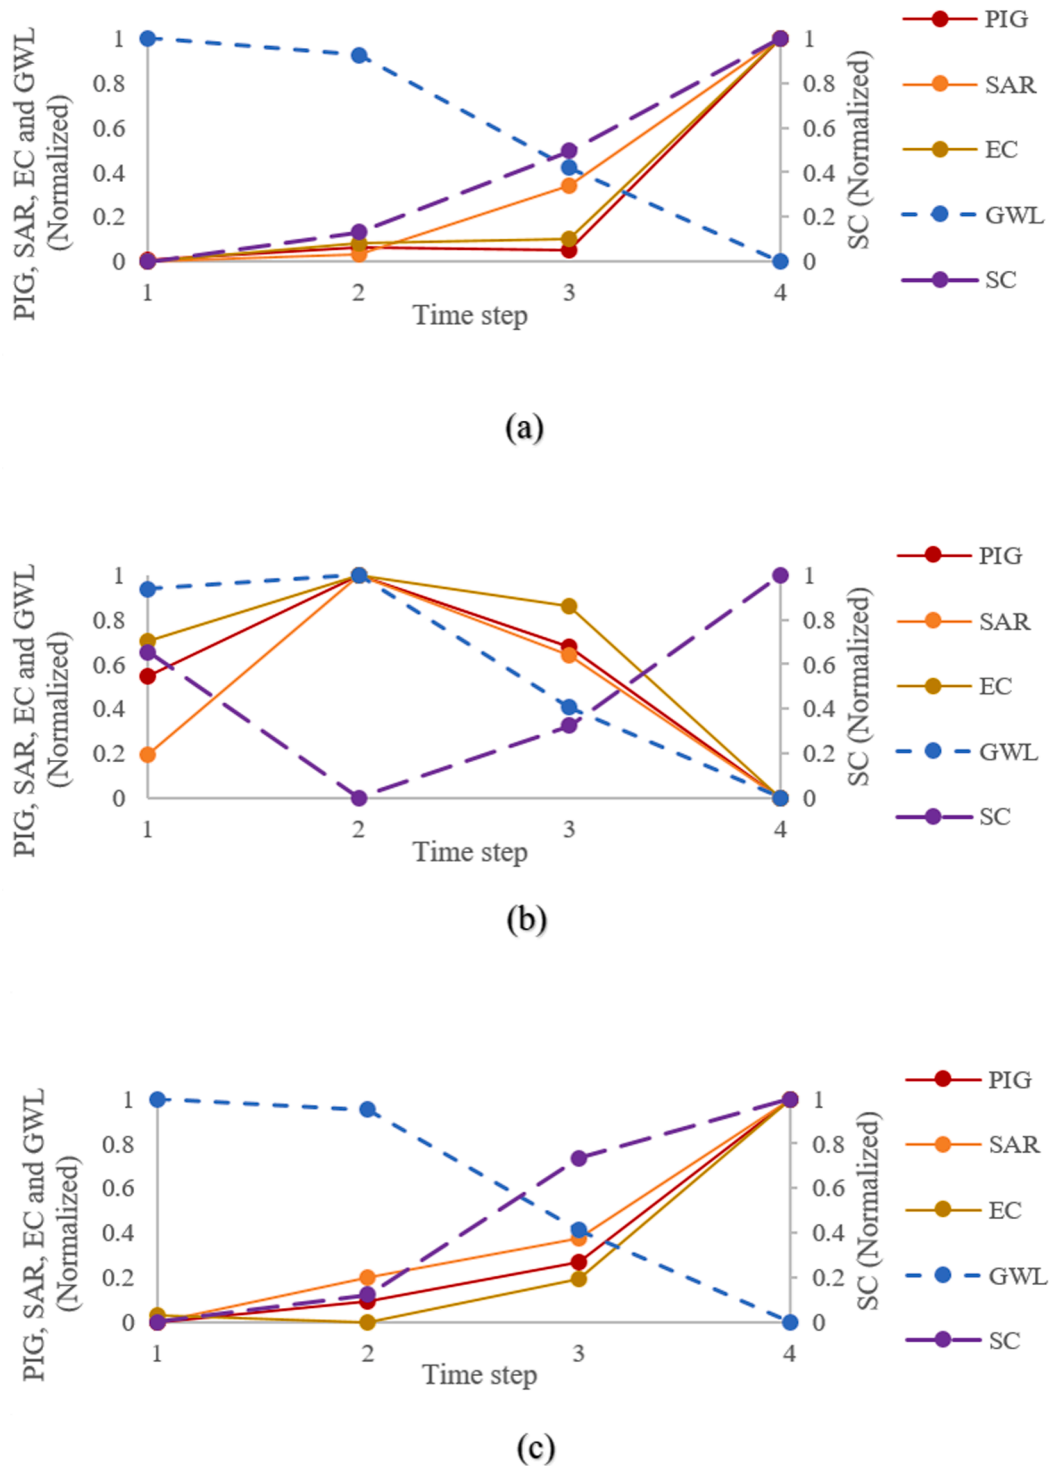 PIG, SAR, EC and GWL
(Normalized)
1
0.8
0.6
0.4
0.2
0
1
2
3
4
Time step
1
0.8
0.6
0.4
0.2
0
SC (Normalized)
PIG
SAR
EC
GWL
SC
(a)
PIG, SAR, EC and GWL
(Normalized)
1
0.8
0.6
0.4
0.2
0
1
2
3
4
Time step
1
0.8
0.6
0.4
0.2
0
SC (Normalized)
PIG
SAR
EC
GWL
SC
(b)
PIG, SAR, EC and GWL
(Normalized)
1
0.8
0.6
0.4
0.2
0
1
2
3
4
Time step
1
0.8
0.6
0.4
0.2
0
SC (Normalized)
PIG
SAR
EC
GWL
SC
(c)